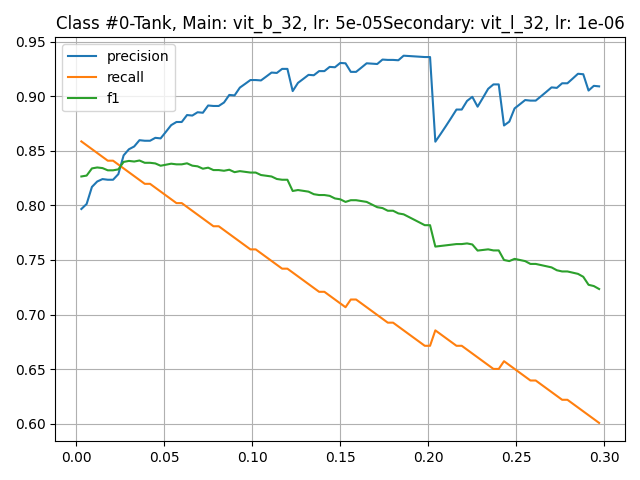 Class #0-Tank, Main: vit_b_32, lr: 5e-05Secondary: vit_l_32, lr: 1e-06
precision
recall
f1
0.95
0.90
0.85
0.80
0.75
0.70
0.65
0.60
0.00 0.05 0.10 0.15 0.20 0.25 0.30